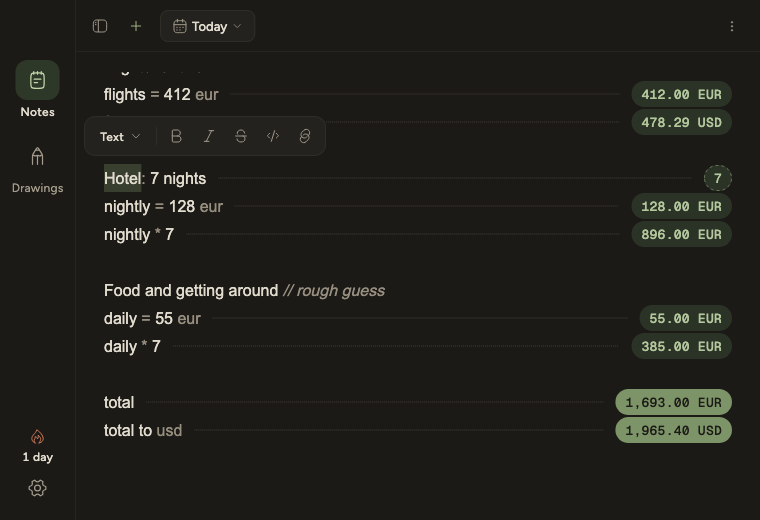 Today
Notes
Drawings
flights = 412 eur 412.00 EUR
478.29 USD
Text
Hotel: 7 nights 7
nightly = 128 eur 128.00 EUR
nightly * 7 896.00 EUR
Food and getting around // rough guess
daily = 55 eur 55.00 EUR
daily * 7 385.00 EUR
total 1,693.00 EUR
total to usd 1,965.40 USD
1 day